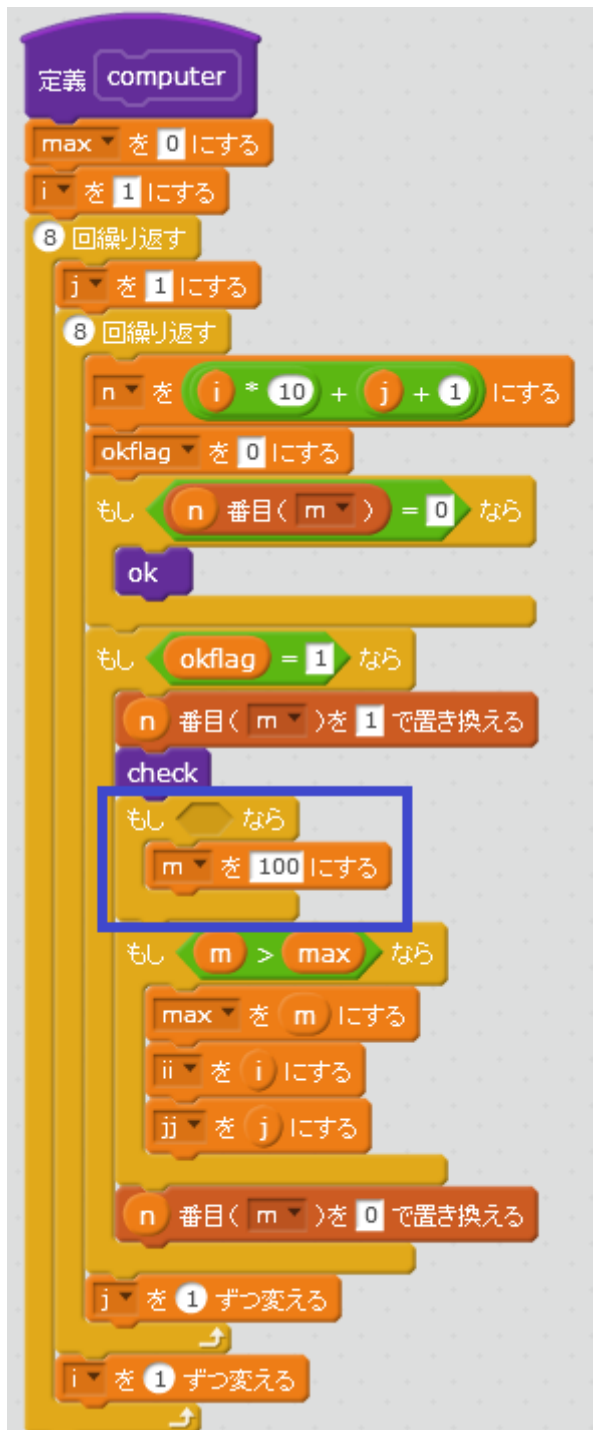 定義 computer
max を 0 にする
i を 1 にする
8 回繰り返す
j を 1 にする
8 回繰り返す
n を i * 10 + j + 1 にする
okflag を 0 にする
もし n 番目( m ) = 0 なら
ok
もし okflag = 1 なら
n 番目( m )を 1 で置き換える
check
もし なら
m を 100 にする
もし m > max なら
max を m にする
ii を i にする
jj を j にする
n 番目( m )を 0 で置き換える
j を 1 ずつ変える
i を 1 ずつ変える